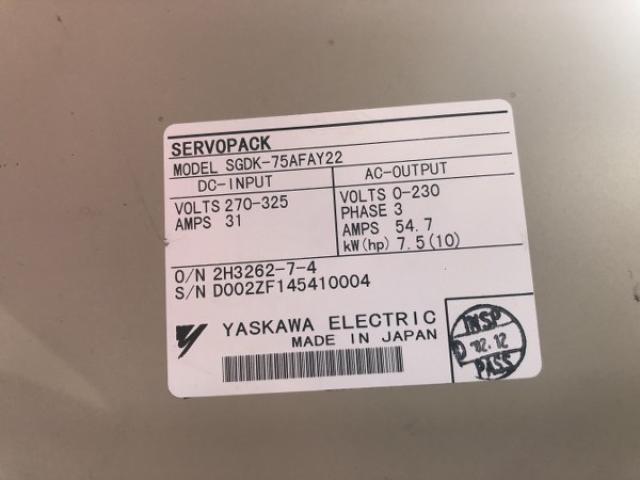 SERVOPACK
MODEL SGDK-75AFAY22
DC-INPUT
VOLTS 270-325
AMPS 31
AC-OUTPUT
VOLTS 0-230
PHASE 3
AMPS 54.7
kW(hp) 7.5(10)
O/N 2H3262-7-4
S/N D002ZF145410004
YASKAWA ELECTRIC
MADE IN JAPAN
INSP
D '02.12
PASS